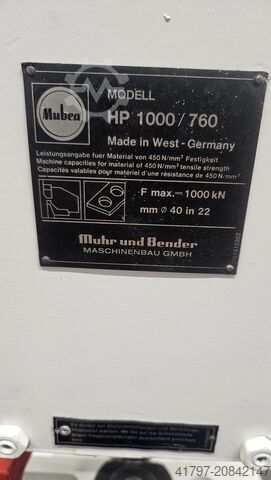 Mubea
MODELL
HP 1000/760
Made in West-Germany
Leistungsangabe fuer Material von 450 N/mm² Festigkeit
Machine capacities for material of 450 N/mm² tensile strength
Capacités valables pour matériel d'une résistance de 450 N/mm²
F max.=1000 kN
mm ø 40 in 22
Muhr und Bender
MASCHINENBAU GMBH
41797-20842147